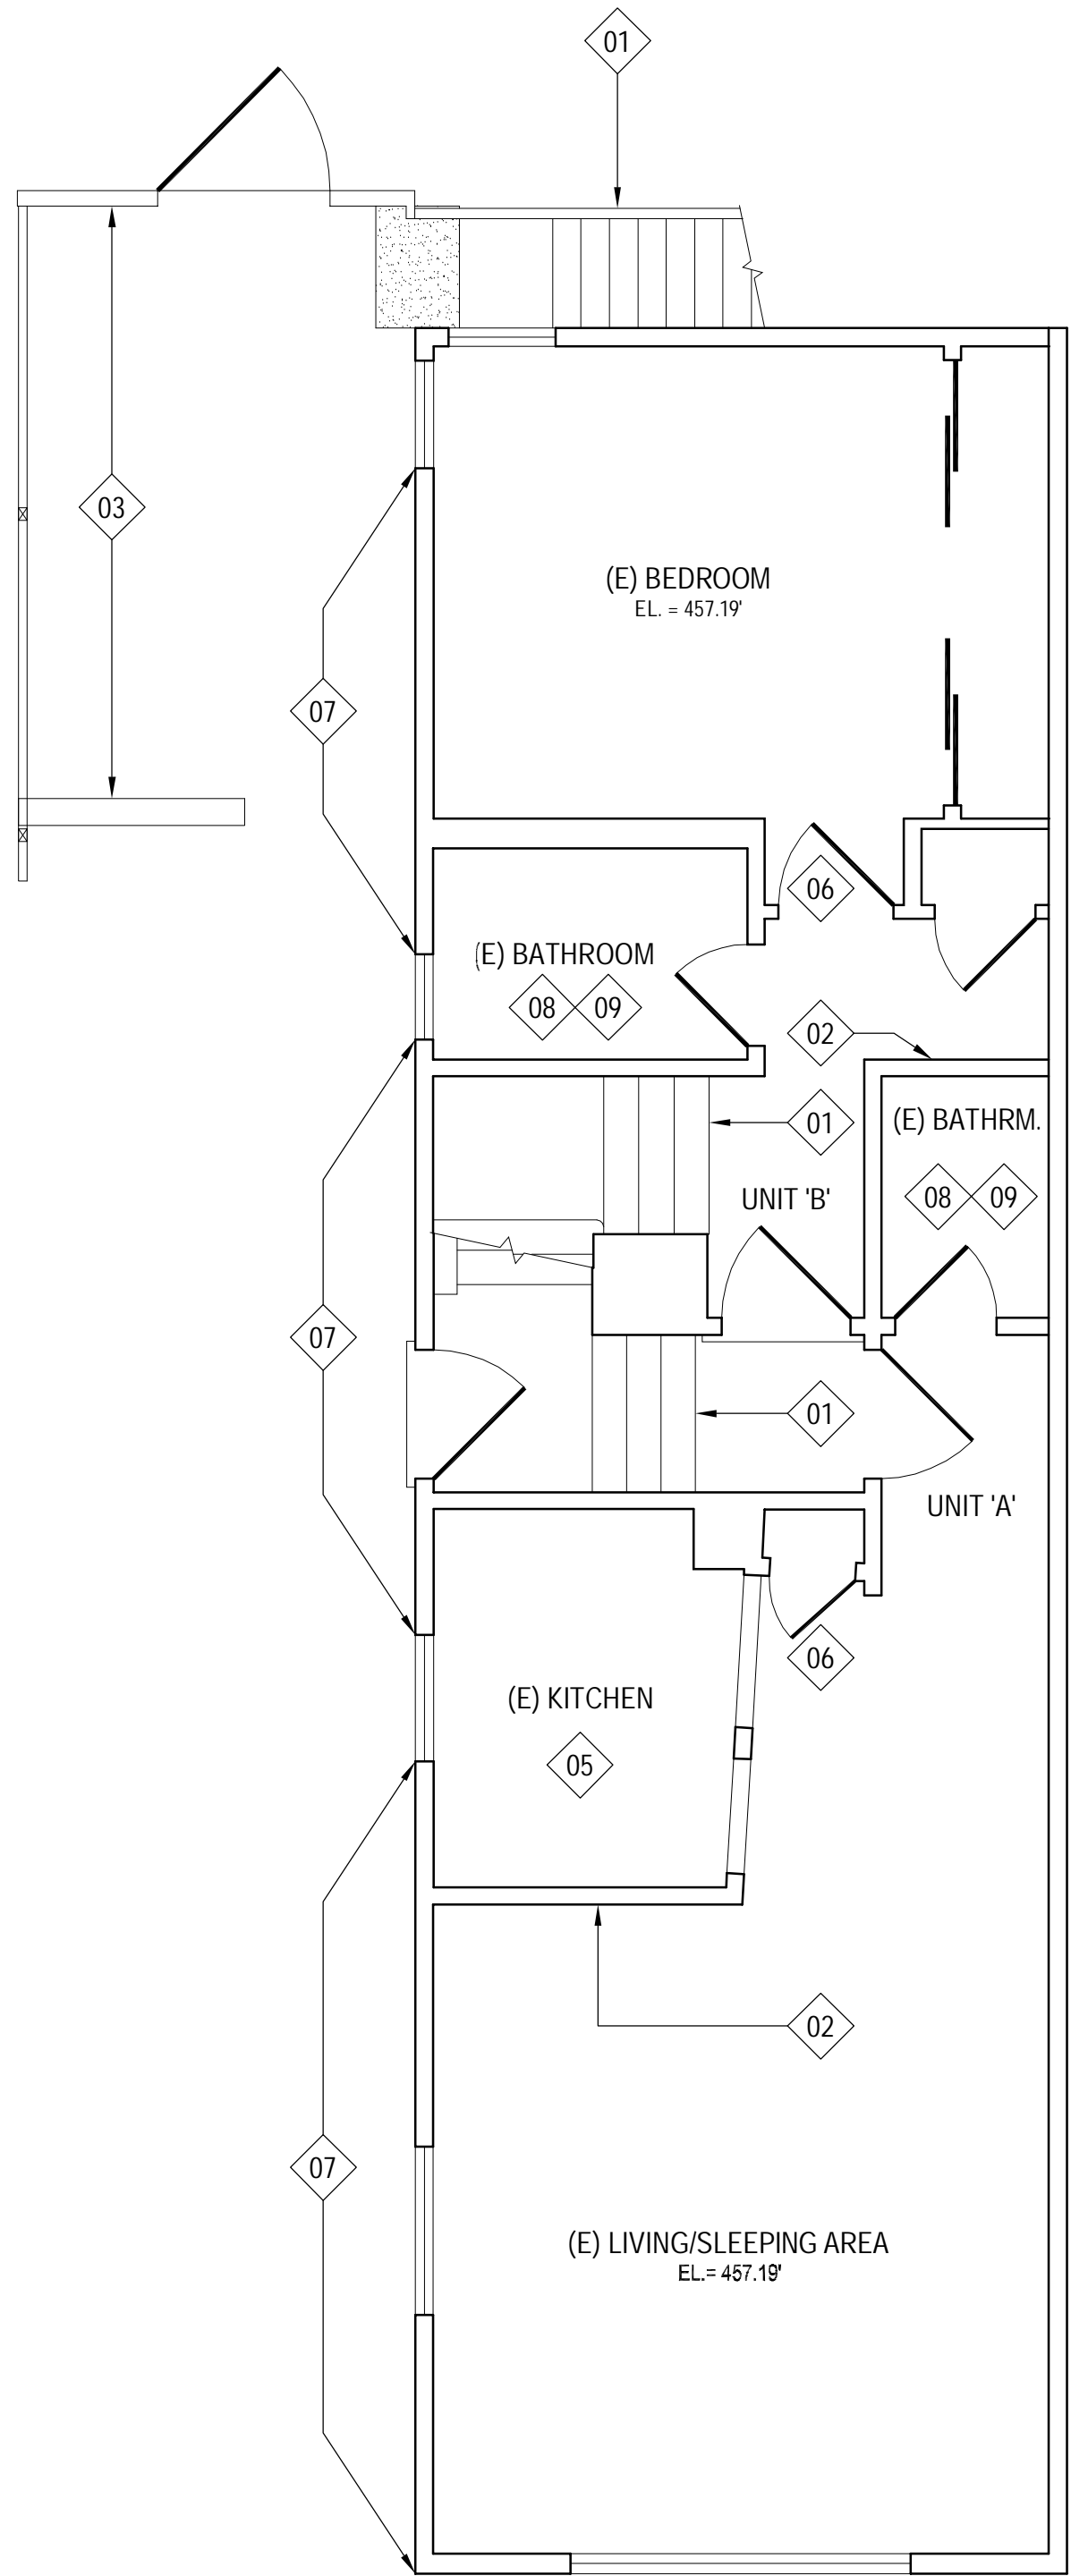 01
03
(E) BEDROOM
EL. = 457.19'
07
06
(E) BATHROOM
08 09
02
(E) BATHRM.
01
08 09
UNIT 'B'
07
01
UNIT 'A'
06
(E) KITCHEN
05
02
07
(E) LIVING/SLEEPING AREA
EL.= 457.19'